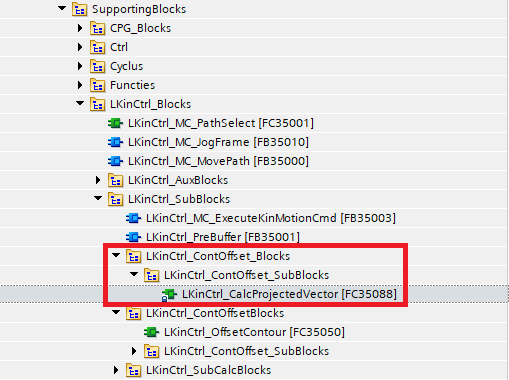 SupportingBlocks
CPG_Blocks
Ctrl
Cyclus
Functies
LKinCtrl_Blocks
LKinCtrl_MC_PathSelect [FC35001]
LKinCtrl_MC_JogFrame [FB35010]
LKinCtrl_MC_MovePath [FB35000]
LKinCtrl_AuxBlocks
LKinCtrl_SubBlocks
LKinCtrl_MC_ExecuteKinMotionCmd [FB35003]
LKinCtrl_PreBuffer [FB35001]
LKinCtrl_ContOffset_Blocks
LKinCtrl_ContOffset_SubBlocks
LKinCtrl_CalcProjectedVector [FC35088]
LKinCtrl_ContOffsetBlocks
LKinCtrl_OffsetContour [FC35050]
LKinCtrl_ContOffset_SubBlocks
LKinCtrl_SubCalcBlocks